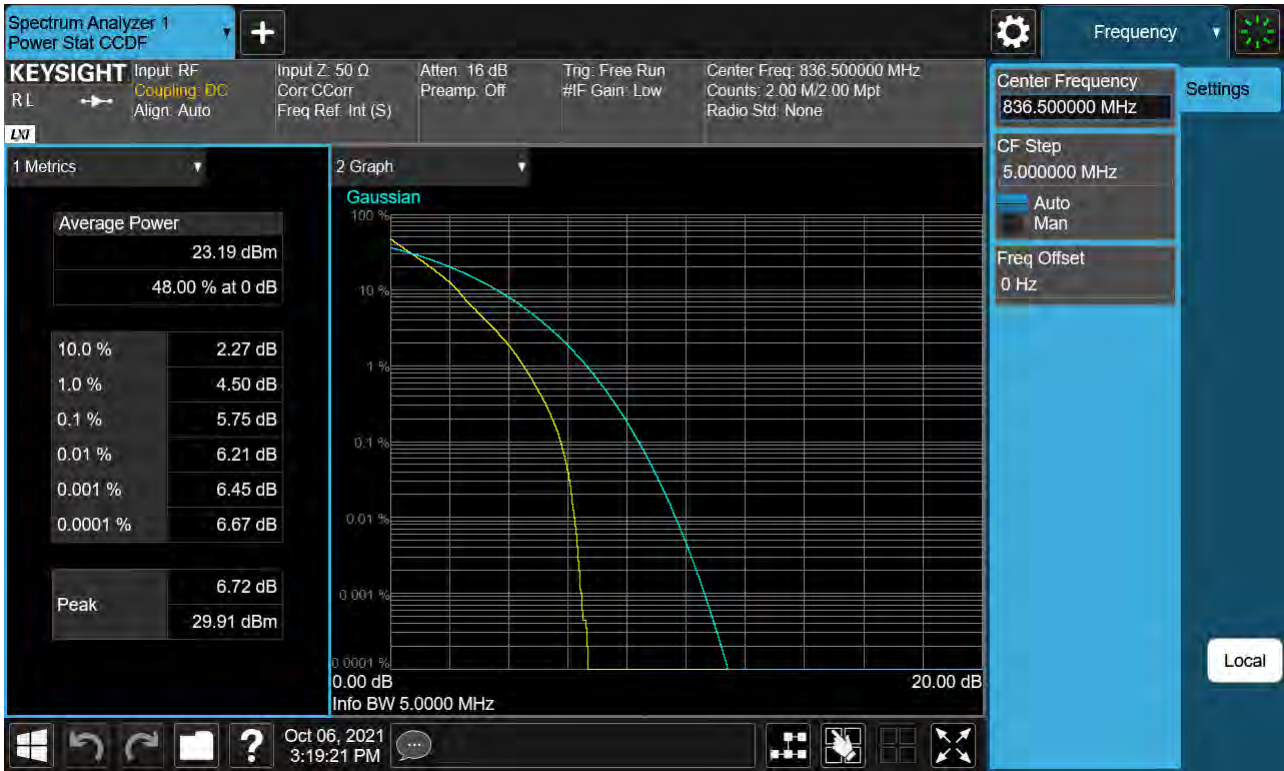 Spectrum Analyzer 1
Power Stat CCDF
+
Frequency
KEYSIGHT
RL
LXI
Input: RF
Coupling: DC
Align: Auto
Input Z: 50 Ω
Corr CCorr
Freq Ref: Int (S)
Atten: 16 dB
Preamp: Off
Trig: Free Run
#IF Gain: Low
Center Freq: 836.500000 MHz
Counts: 2.00 M/2.00 Mpt
Radio Std: None
Center Frequency
836.500000 MHz
Settings
CF Step
5.000000 MHz
Auto
Man
Freq Offset
0 Hz
Local
1 Metrics
Average Power
23.19 dBm
48.00 % at 0 dB
10.0 % 2.27 dB
1.0 % 4.50 dB
0.1 % 5.75 dB
0.01 % 6.21 dB
0.001 % 6.45 dB
0.0001 % 6.67 dB
Peak
6.72 dB
29.91 dBm
2 Graph
Gaussian
100 %
10 %
1 %
0.1 %
0.01 %
0.001 %
0.0001 %
0.00 dB 20.00 dB
Info BW 5.0000 MHz
?
Oct 06, 2021
3:19:21 PM